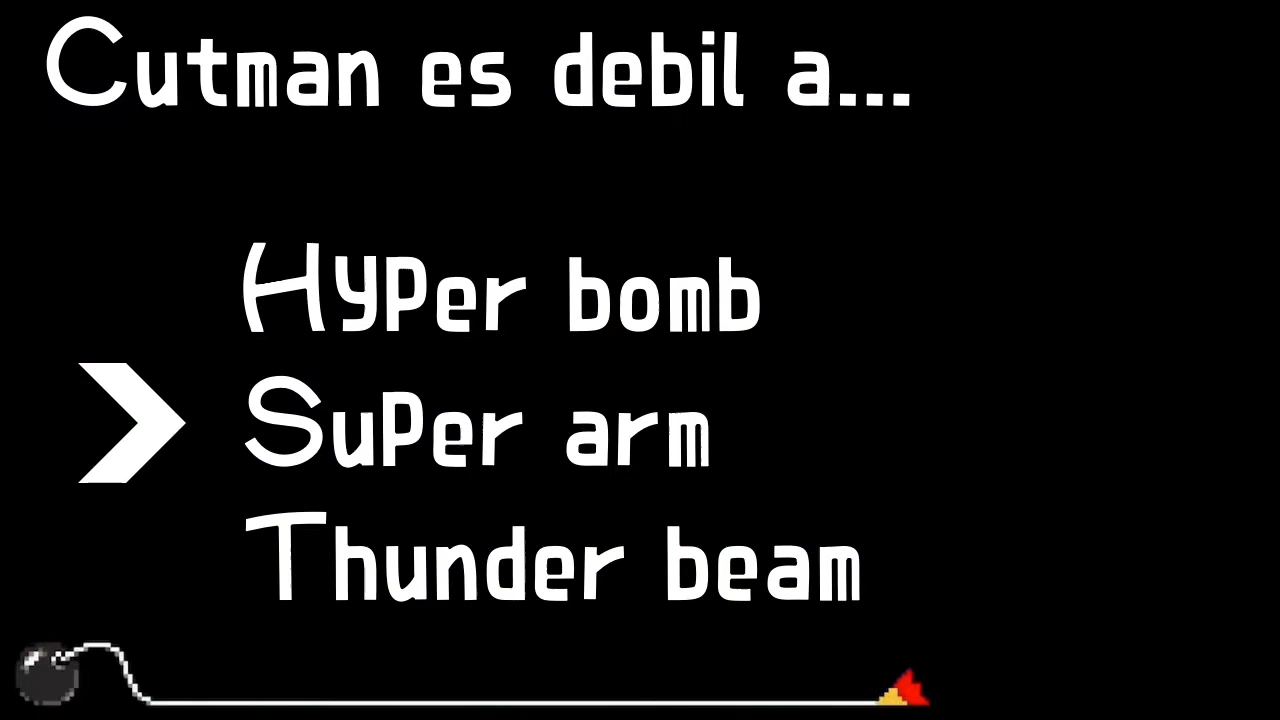 Cutman es debil a...
Hyper bomb
Super arm
Thunder beam